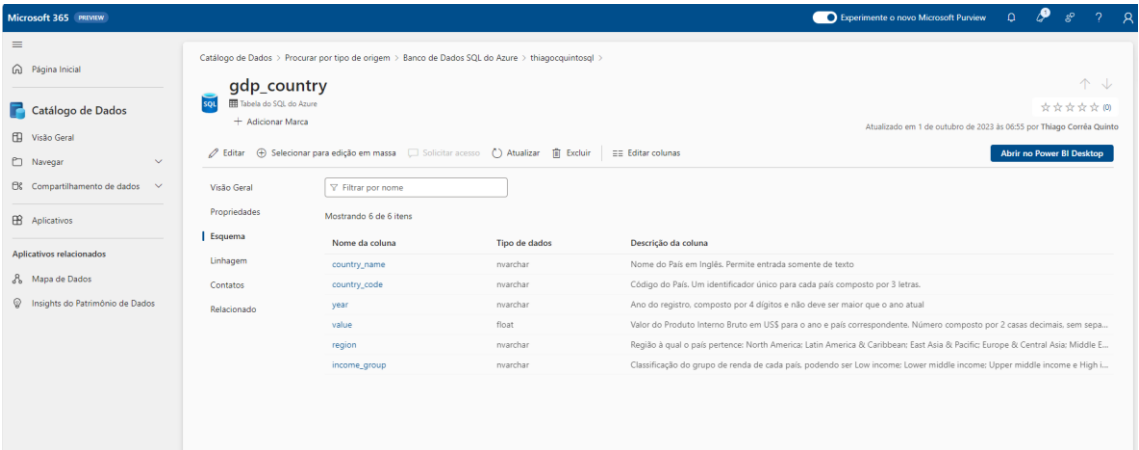 Microsoft 365 PREVIEW
Experimente o novo Microsoft Purview
1
?
Página Inicial
Catálogo de Dados
Visão Geral
Navegar
Compartilhamento de dados
Aplicativos
Aplicativos relacionados
Mapa de Dados
Insights do Patrimônio de Dados
Catálogo de Dados > Procurar por tipo de origem > Banco de Dados SQL do Azure > thiagocquintosql >
SQL
gdp_country
Tabela do SQL do Azure
+ Adicionar Marca
(0)
Atualizado em 1 de outubro de 2023 às 06:55 por Thiago Corrêa Quinto
Editar Selecionar para edição em massa Solicitar acesso Atualizar Excluir Editar colunas
Abrir no Power BI Desktop
Visão Geral
Propriedades
Esquema
Linhagem
Contatos
Relacionado
Filtrar por nome
Mostrando 6 de 6 itens
Nome da coluna Tipo de dados Descrição da coluna
country_name nvarchar Nome do País em Inglês. Permite entrada somente de texto
country_code nvarchar Código do País. Um identificador único para cada país composto por 3 letras.
year nvarchar Ano do registro, composto por 4 dígitos e não deve ser maior que o ano atual
value float Valor do Produto Interno Bruto em US$ para o ano e país correspondente. Número composto por 2 casas decimais, sem sepa...
region nvarchar Região à qual o país pertence: North America; Latin America & Caribbean; East Asia & Pacific; Europe & Central Asia; Middle E...
income_group nvarchar Classificação do grupo de renda de cada país, podendo ser Low income; Lower middle income; Upper middle income e High i...